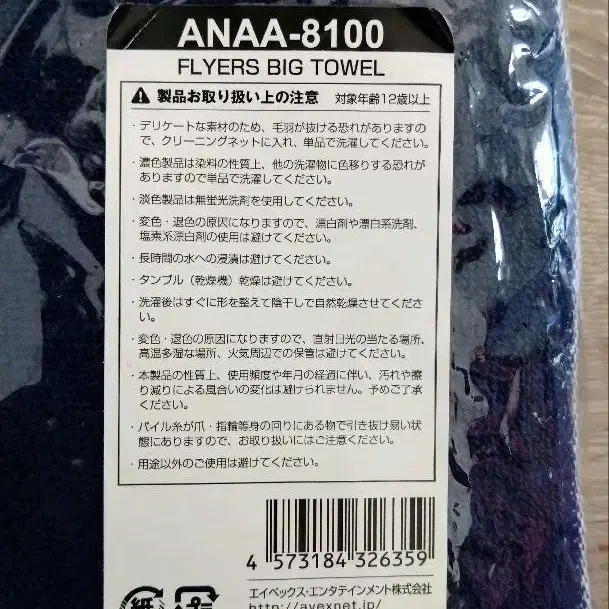 ANAA-8100
FLYERS BIG TOWEL
製品お取り扱い上の注意 対象年齢12歳以上
・デリケートな素材のため、毛羽が抜ける恐れがありますの
で、クリーニングネットに入れ、単品で洗濯してください。
・濃色製品は染料の性質上、他の洗濯物に色移りする恐れが
ありますので単品で洗濯してください。
・淡色製品は無蛍光洗剤を使用してください。
・変色・退色の原因になりますので、漂白剤や漂白系洗剤、
塩素系漂白剤の使用は避けてください。
・長時間の水への浸漬は避けてください。
・タンブル(乾燥機)乾燥は避けてください。
・洗濯後はすぐに形を整えて陰干しで自然乾燥させてくださ
い。
・変色・退色の原因になりますので、直射日光の当たる場所、
高温多湿な場所、火気周辺での保管は避けてください。
・本製品の性質上、使用頻度や年月の経過に伴い、汚れや擦
り減りによる風合いの変化は避けられません。予めご了承
ください。
・パイル糸が爪・指輪等身の回りにある物で引き抜け易い状
態にありますので、お取り扱いにはご注意ください。
・用途以外のご使用は避けてください。
4 573184 326359
エイベックス・エンタテインメント株式会社
http://avexnet.jp/
紙
プラ